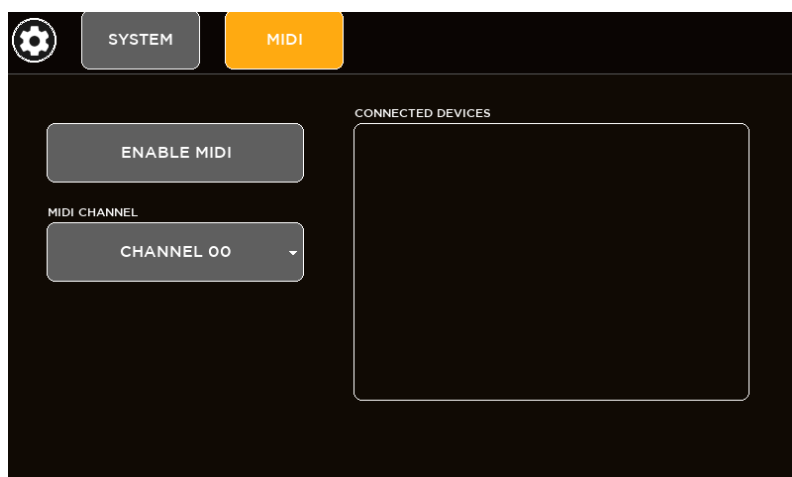 SYSTEM
MIDI
CONNECTED DEVICES
ENABLE MIDI
MIDI CHANNEL
CHANNEL 00